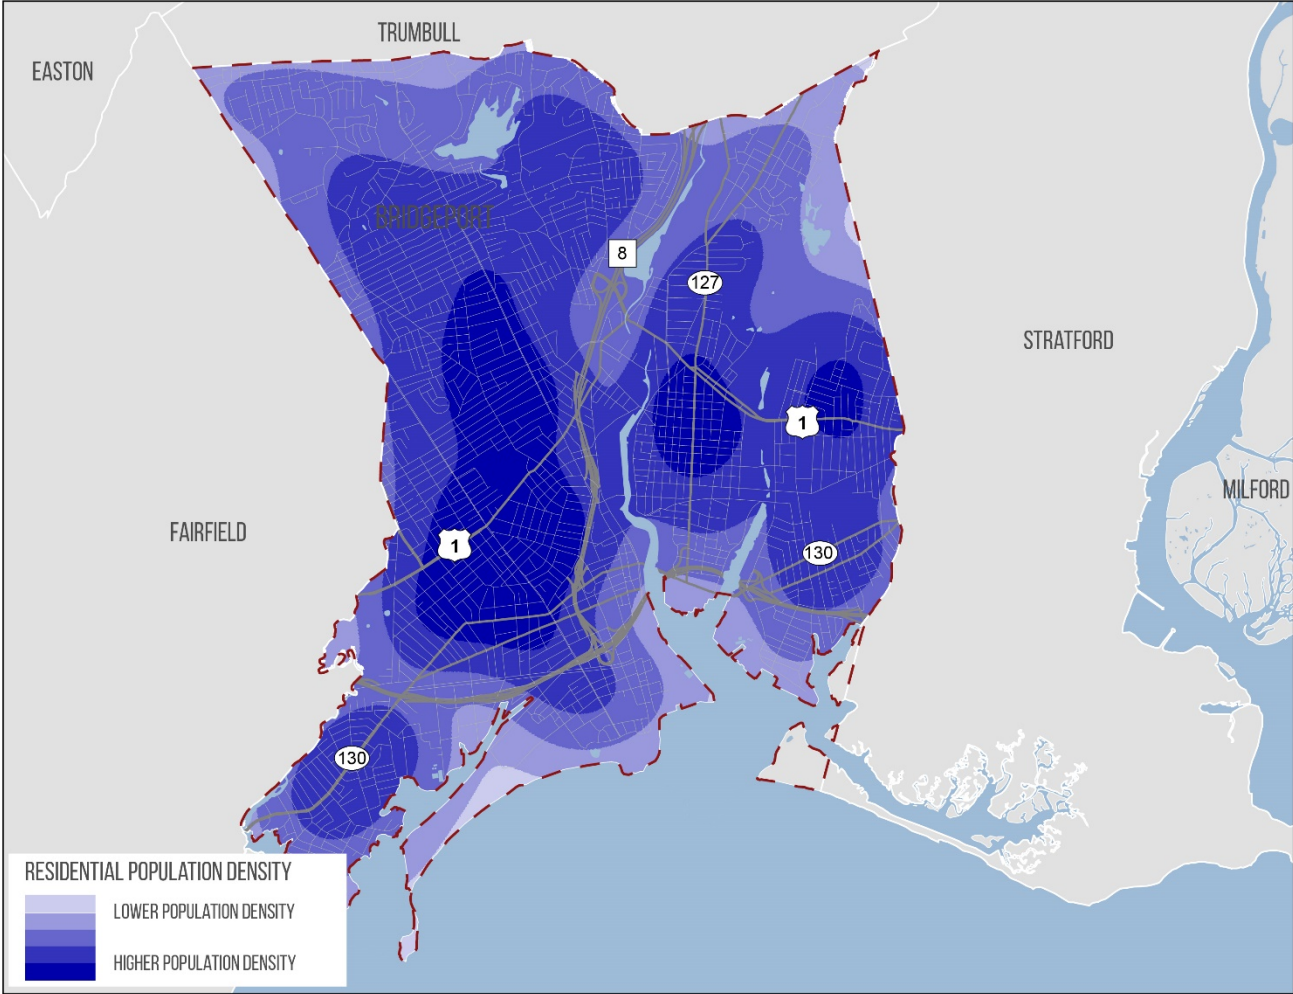 TRUMBULL
EASTON
BRIDGEPORT
8
127
STRATFORD
1
MILFORD
FAIRFIELD
1
130
130
RESIDENTIAL POPULATION DENSITY
LOWER POPULATION DENSITY
HIGHER POPULATION DENSITY